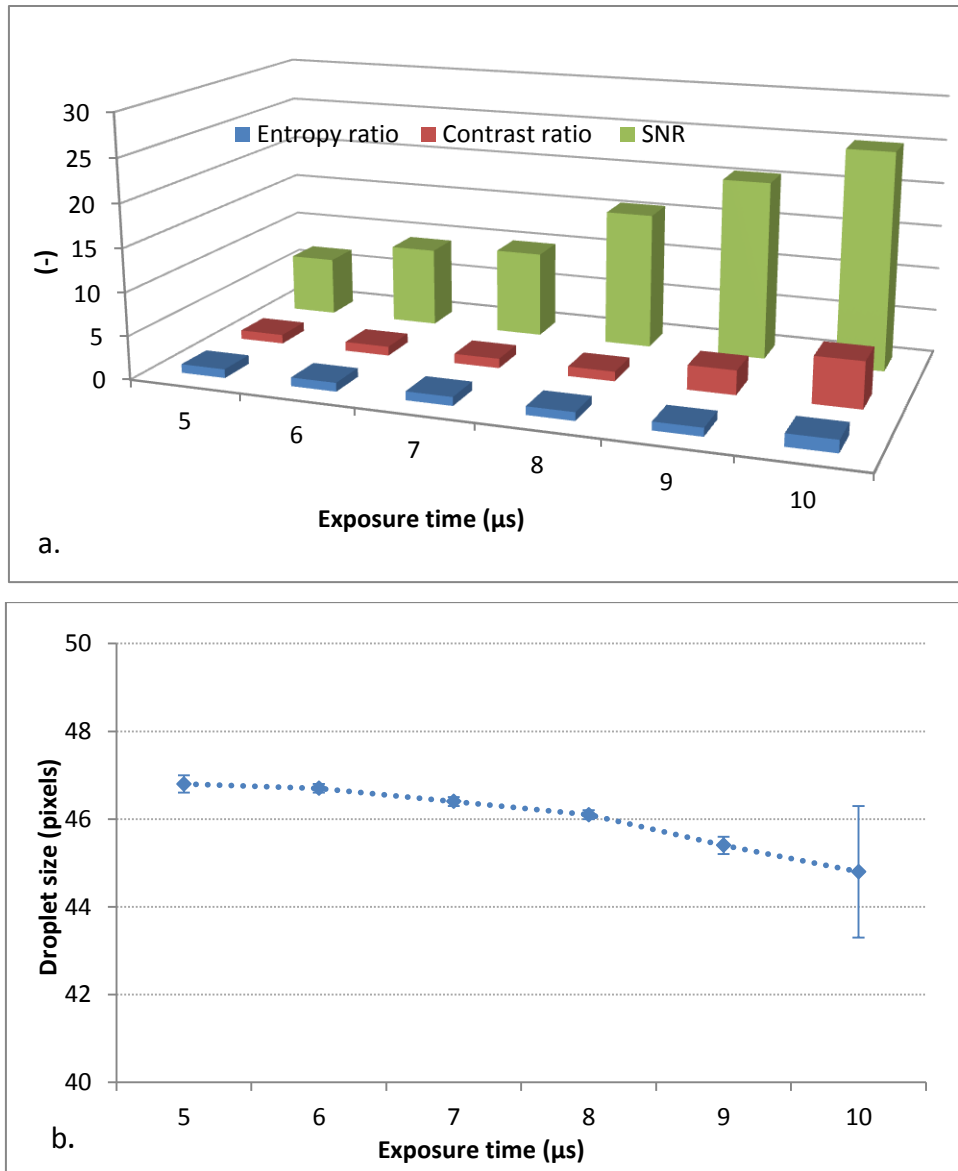 30
25
20
15
10
5
0
(-)
Entropy ratio Contrast ratio SNR
5 6 7 8 9 10
Exposure time (µs)
a.
50
48
46
44
42
40
Droplet size (pixels)
5 6 7 8 9 10
Exposure time (µs)
b.